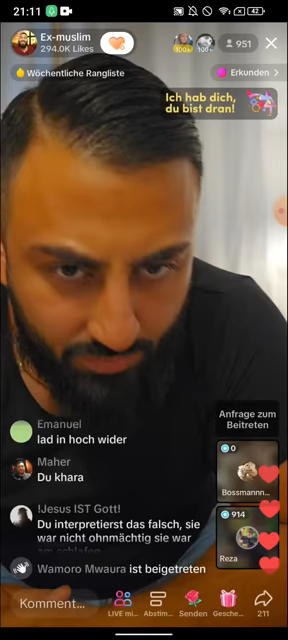 21:11
42
Ex-muslim
294.0K Likes
100+
100+
951
Wöchentliche Rangliste
Erkunden >
Ich hab dich,
du bist dran!
Anfrage zum
Beitreten
Emanuel
lad in hoch wider
0
Maher
Du khara
Bossmannn...
!Jesus IST Gott!
914
Du interpretierst das falsch, sie
war nicht ohnmächtig sie war
am schlafen
Reza
Wamoro Mwaura ist beigetreten
Komment...
LIVE mi...
Abstim...
Senden
Gesche...
211